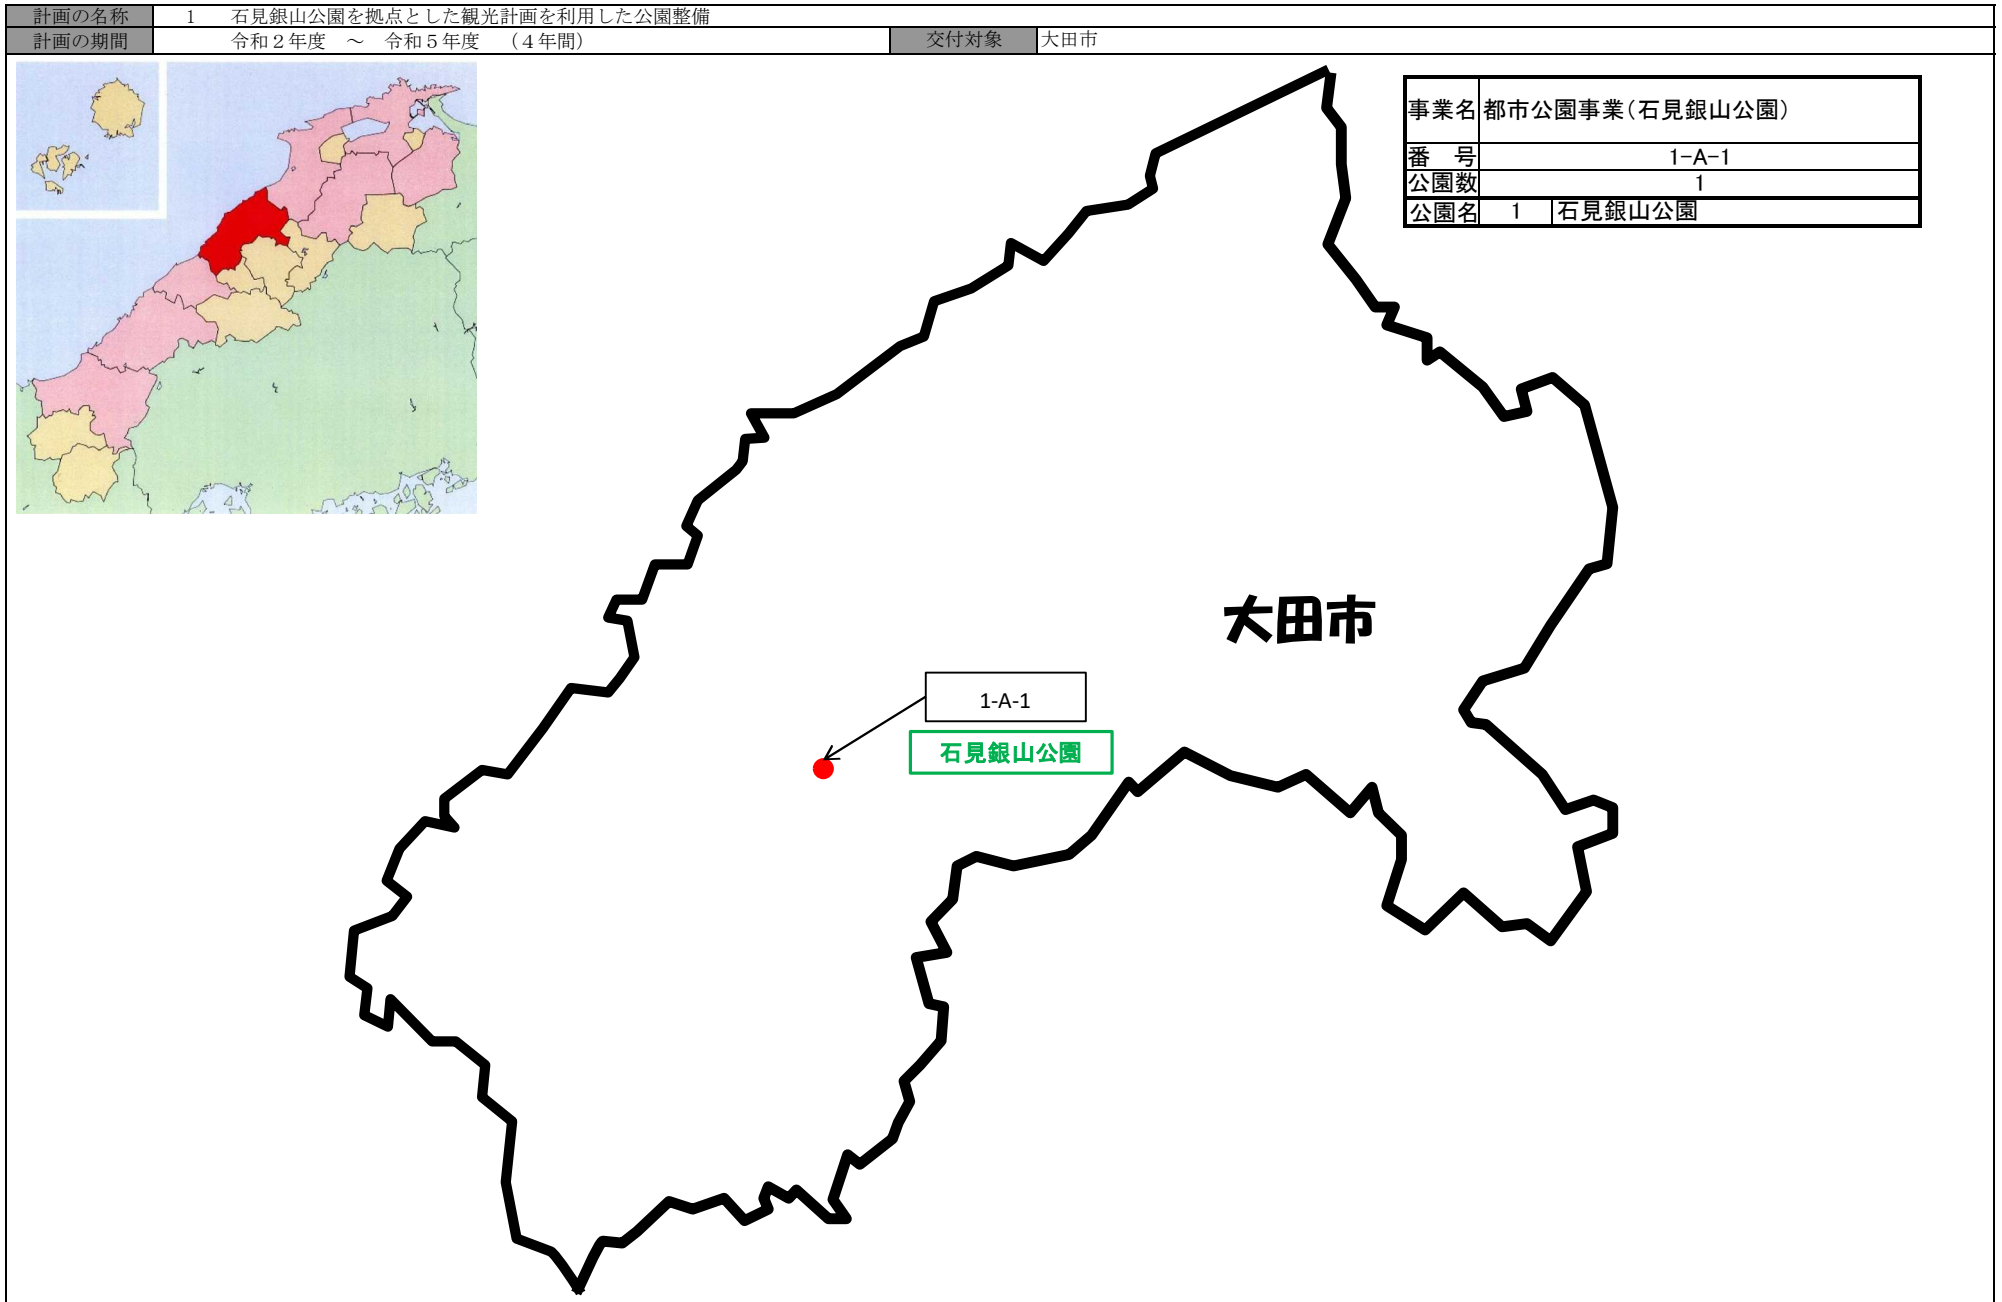 計画の名称 1 石見銀山公園を拠点とした観光計画を利用した公園整備
計画の期間 令和２年度 ～ 令和５年度 （４年間） 交付対象 大田市
事業名 都市公園事業（石見銀山公園）
番 号 1-A-1
公園数 1
公園名 1 石見銀山公園
大田市
1-A-1
石見銀山公園